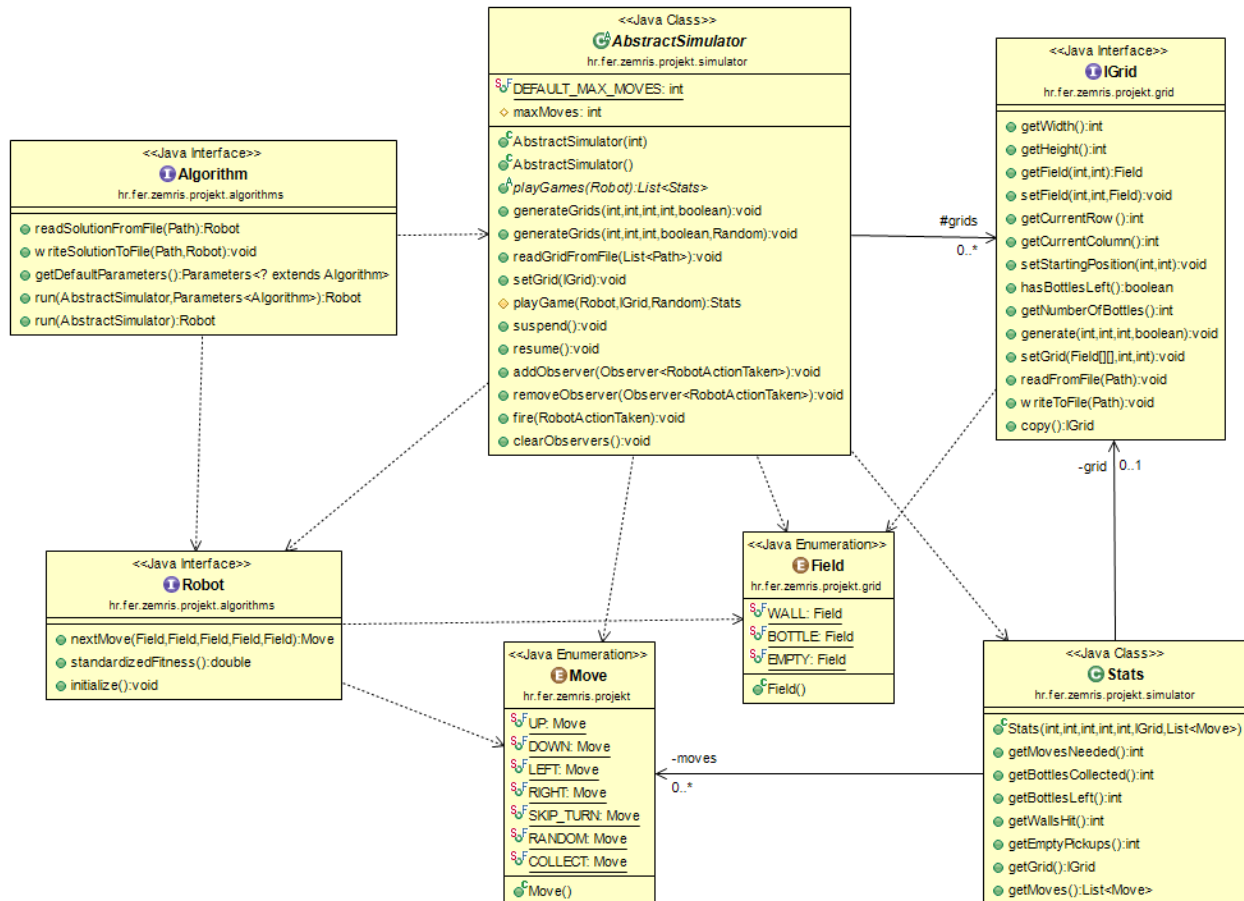 <<Java Class>>
AbstractSimulator
hr.fer.zemris.projekt.simulator
DEFAULT_MAX_MOVES: int
maxMoves: int
AbstractSimulator(int)
AbstractSimulator()
playGames(Robot):List<Stats>
generateGrids(int,int,int,int,boolean):void
generateGrids(int,int,int,boolean,Random):void
readGridFromFile(List<Path>):void
setGrid(IGrid):void
playGame(Robot,IGrid,Random):Stats
suspend():void
resume():void
addObserver(Observer<RobotActionTaken>):void
removeObserver(Observer<RobotActionTaken>):void
fire(RobotActionTaken):void
clearObservers():void
<<Java Interface>>
IGrid
hr.fer.zemris.projekt.grid
getWidth():int
getHeight():int
getField(int,int):Field
setField(int,int,Field):void
getCurrentRow():int
getCurrentColumn():int
setStartingPosition(int,int):void
hasBottlesLeft():boolean
getNumberOfBottles():int
generate(int,int,int,boolean):void
setGrid(Field[][],int,int):void
readFromFile(Path):void
writeToFile(Path):void
copy():IGrid
<<Java Interface>>
Algorithm
hr.fer.zemris.projekt.algorithms
readSolutionFromFile(Path):Robot
writeSolutionToFile(Path,Robot):void
getDefaultParameters():Parameters<? extends Algorithm>
run(AbstractSimulator,Parameters<Algorithm>):Robot
run(AbstractSimulator):Robot
#grids
0..*
-grid 0..1
<<Java Interface>>
Robot
hr.fer.zemris.projekt.algorithms
nextMove(Field,Field,Field,Field,Field):Move
standardizedFitness():double
initialize():void
<<Java Enumeration>>
Field
hr.fer.zemris.projekt.grid
WALL: Field
BOTTLE: Field
EMPTY: Field
Field()
<<Java Enumeration>>
Move
hr.fer.zemris.projekt
UP: Move
DOWN: Move
LEFT: Move
RIGHT: Move
SKIP_TURN: Move
RANDOM: Move
COLLECT: Move
Move()
-moves
0..*
<<Java Class>>
Stats
hr.fer.zemris.projekt.simulator
Stats(int,int,int,int,int,IGrid,List<Move>)
getMovesNeeded():int
getBottlesCollected():int
getBottlesLeft():int
getWallsHit():int
getEmptyPickups():int
getGrid():IGrid
getMoves():List<Move>